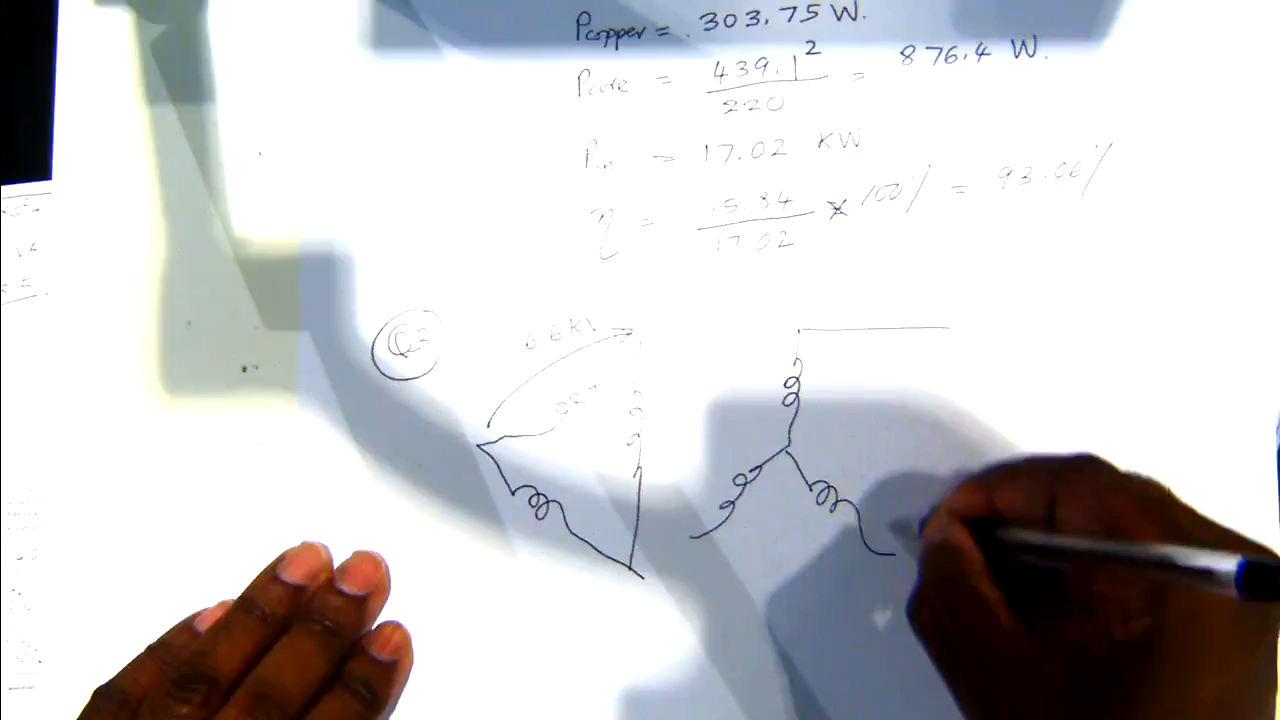 Pcopper = 303.75 W.
Pcore = 439.1² / 220 = 876.4 W.
Pin = 17.02 KW
η = 15.84 / 17.02 × 100% = 93.06%
Q3
6.6KV
VA